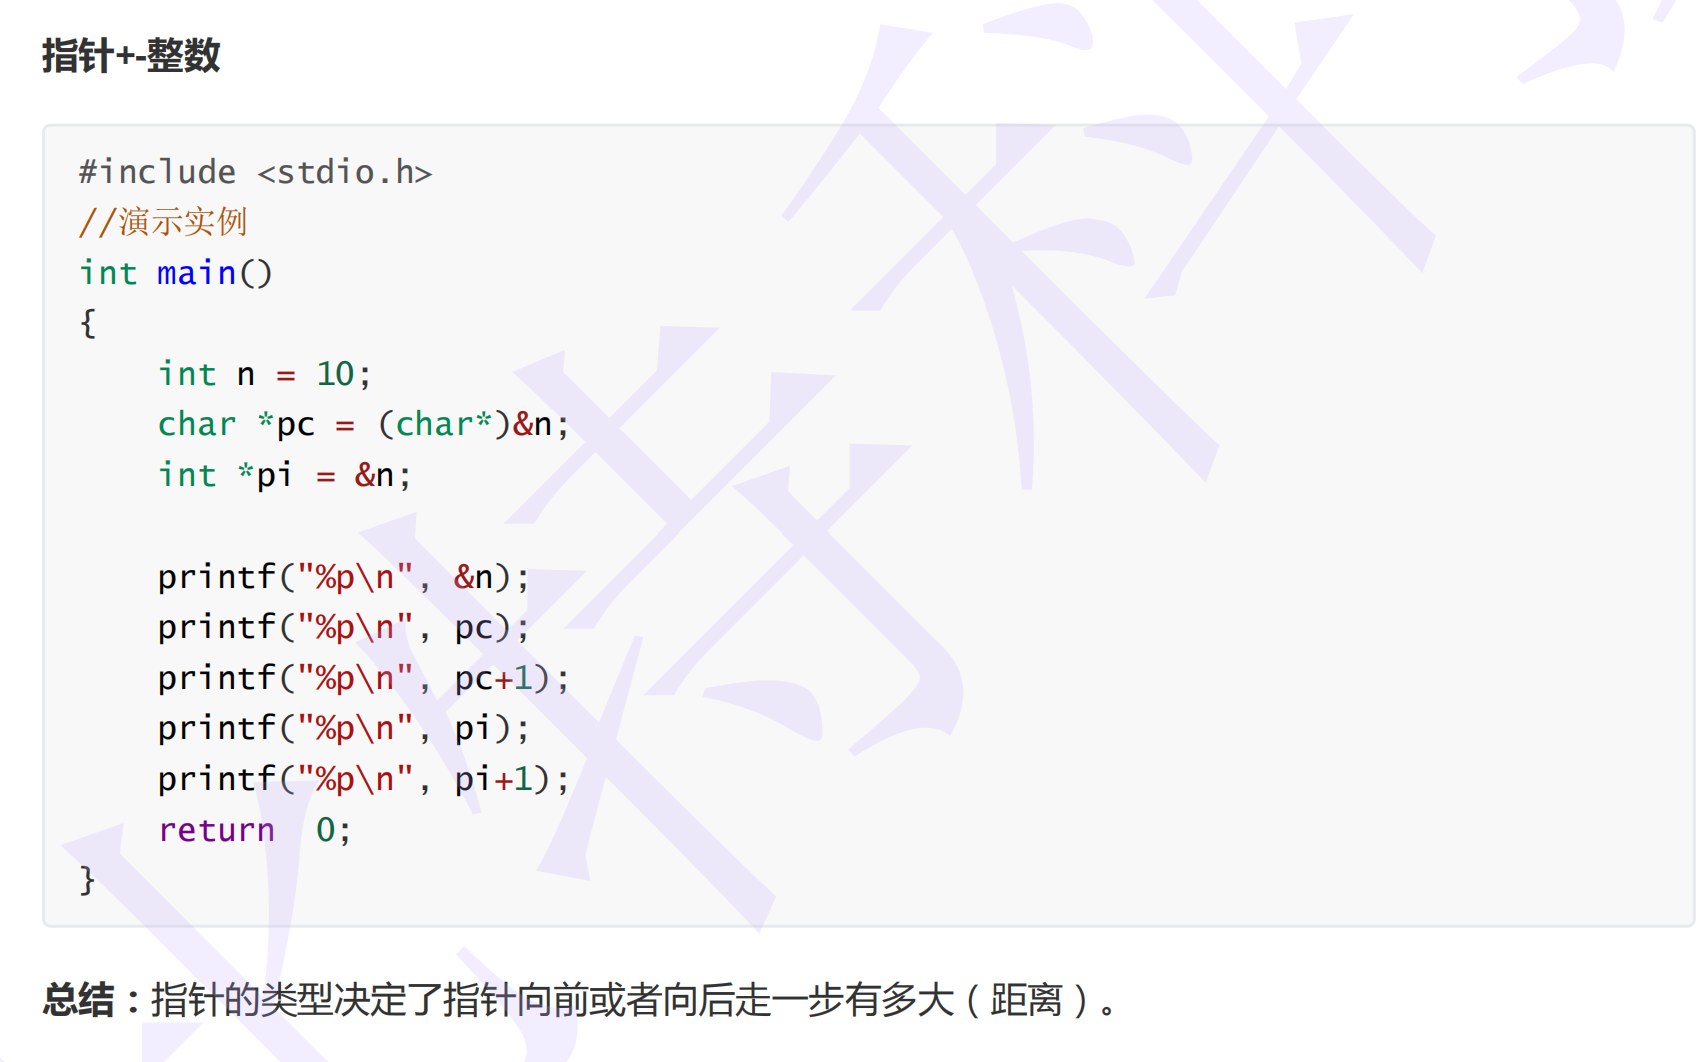 指针+-整数
#include <stdio.h>
//演示实例
int main()
{
    int n = 10;
    char *pc = (char*)&n;
    int *pi = &n;

    printf("%p\n", &n);
    printf("%p\n", pc);
    printf("%p\n", pc+1);
    printf("%p\n", pi);
    printf("%p\n", pi+1);
    return  0;
}
总结：指针的类型决定了指针向前或者向后走一步有多大（距离）。